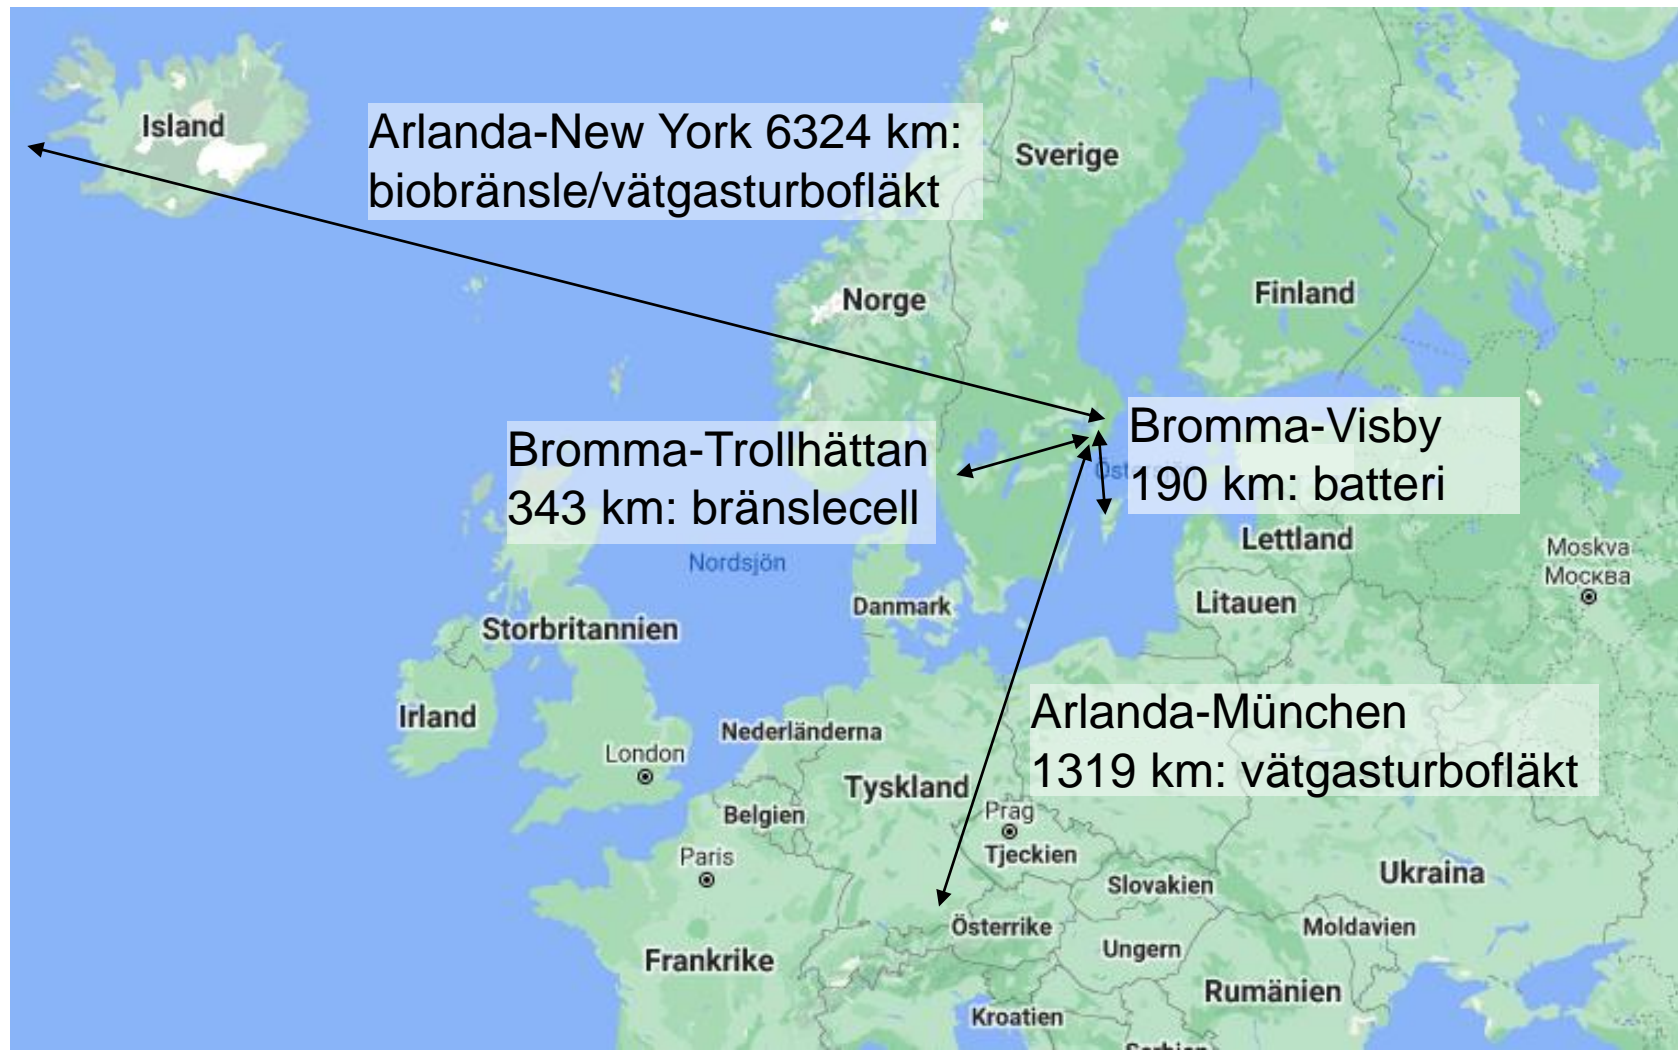 Island
Arlanda-New York 6324 km:
biobränsle/vätgasturbofläkt
Sverige
Norge
Finland
Bromma-Trollhättan
343 km: bränslecell
Bromma-Visby
190 km: batteri
Lettland
Nordsjön
Moskva
Москва
Danmark
Litauen
Storbritannien
Irland
Arlanda-München
1319 km: vätgasturbofläkt
Nederländerna
London
Tyskland
Belgien
Prag
Tjeckien
Paris
Slovakien
Ukraina
Österrike
Moldavien
Ungern
Frankrike
Rumänien
Kroatien